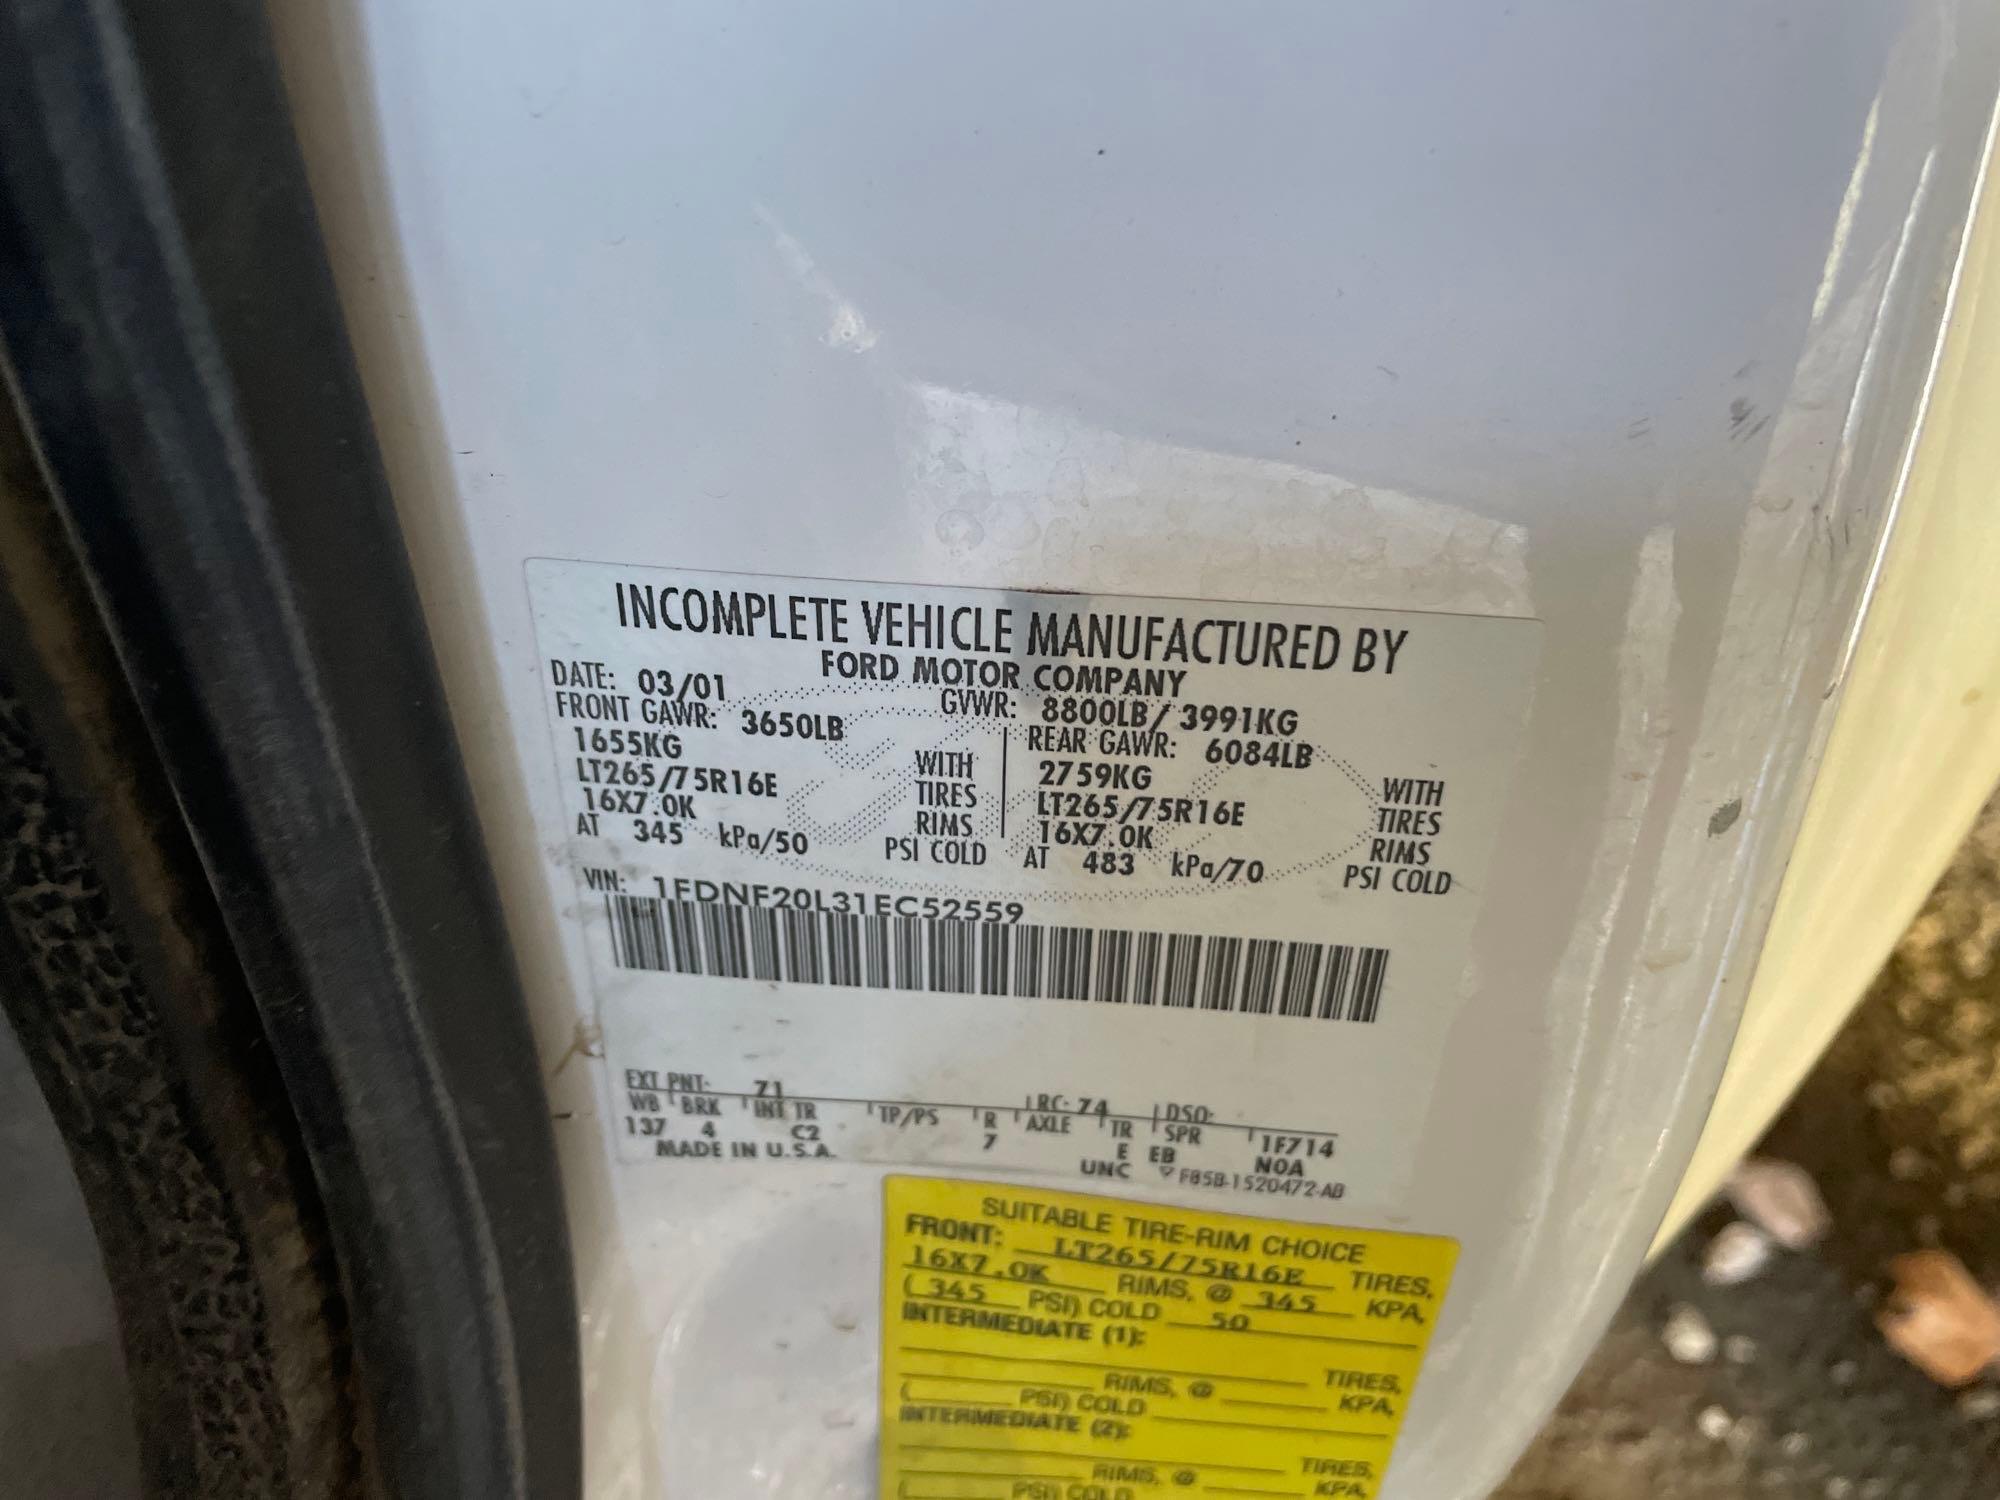 INCOMPLETE VEHICLE MANUFACTURED BY
FORD MOTOR COMPANY
DATE: 03/01 GVWR: 8800LB/ 3991KG
FRONT GAWR: 3650LB REAR GAWR: 6084LB
1655KG WITH 2759KG WITH
LT265/75R16E TIRES LT265/75R16E TIRES
16X7.0K RIMS 16X7.0K RIMS
AT 345 kPa/50 PSI COLD AT 483 kPa/70 PSI COLD
VIN: 1FDNF20L31EC52559
EXT PNT: Z1 RC: 74 DSO:
WB BRK INT TR TP/PS R AXLE TR SPR 1F714
137 4 C2 7 E EB NOA
MADE IN U.S.A. UNC F85B-1520472-AB
SUITABLE TIRE-RIM CHOICE
FRONT: LT265/75R16E TIRES,
16X7.0K RIMS, @ 345 KPA,
( 345 PSI) COLD 50
INTERMEDIATE (1):
TIRES,
RIMS, @ KPA,
( PSI) COLD
INTERMEDIATE (2):
TIRES,
RIMS, @ KPA,
( PSI) COLD